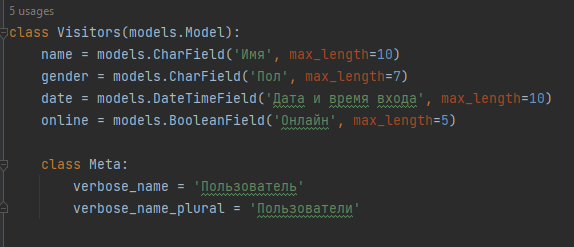 5 usages
class Visitors(models.Model):
    name = models.CharField('Имя', max_length=10)
    gender = models.CharField('Пол', max_length=7)
    date = models.DateTimeField('Дата и время входа', max_length=10)
    online = models.BooleanField('Онлайн', max_length=5)
    class Meta:
        verbose_name = 'Пользователь'
        verbose_name_plural = 'Пользователи'